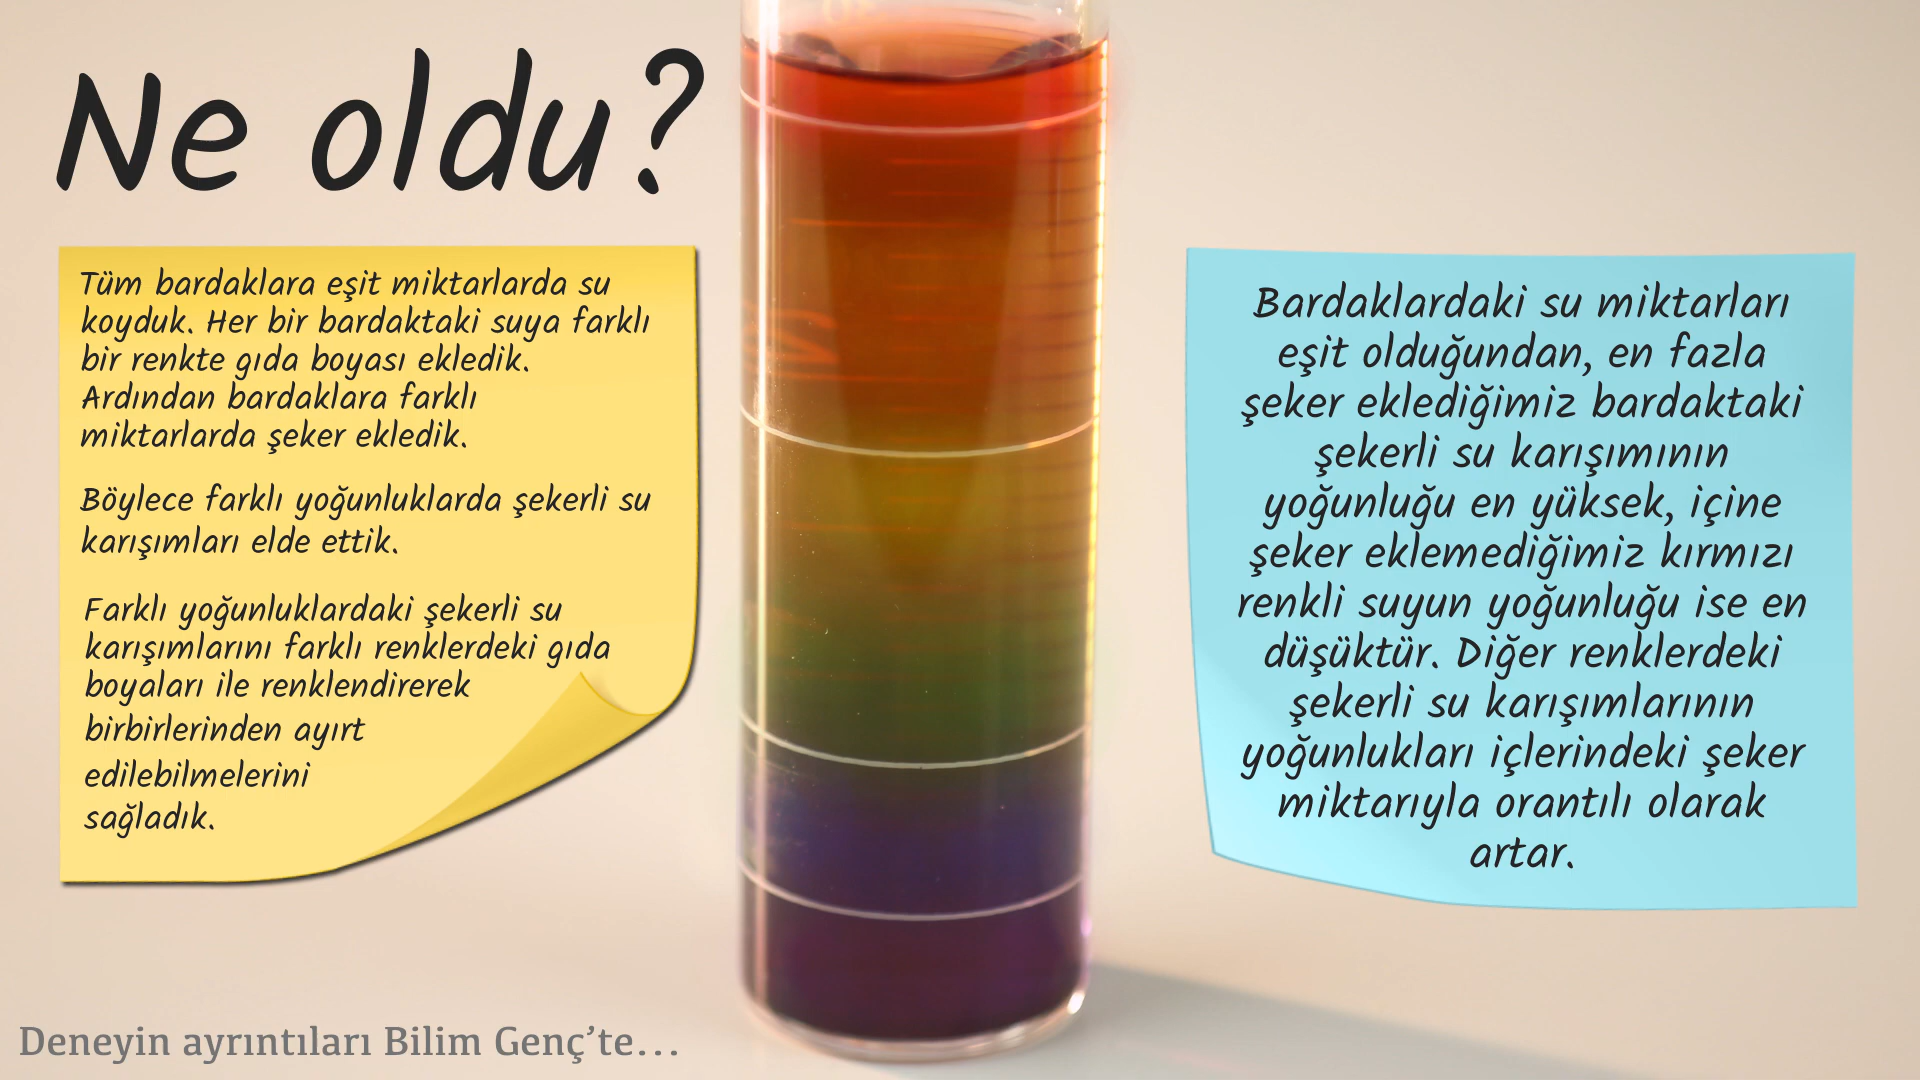 Ne oldu?
Tüm bardaklara eşit miktarlarda su
koyduk. Her bir bardaktaki suya farklı
bir renkte gıda boyası ekledik.
Ardından bardaklara farklı
miktarlarda şeker ekledik.
Böylece farklı yoğunluklarda şekerli su
karışımları elde ettik.
Farklı yoğunluklardaki şekerli su
karışımlarını farklı renklerdeki gıda
boyaları ile renklendirerek
birbirlerinden ayırt
edilebilmelerini
sağladık.
Bardaklardaki su miktarları
eşit olduğundan, en fazla
şeker eklediğimiz bardaktaki
şekerli su karışımının
yoğunluğu en yüksek, içine
şeker eklemediğimiz kırmızı
renkli suyun yoğunluğu ise en
düşüktür. Diğer renklerdeki
şekerli su karışımlarının
yoğunlukları içlerindeki şeker
miktarıyla orantılı olarak
artar.
Deneyin ayrıntıları Bilim Genç’te...